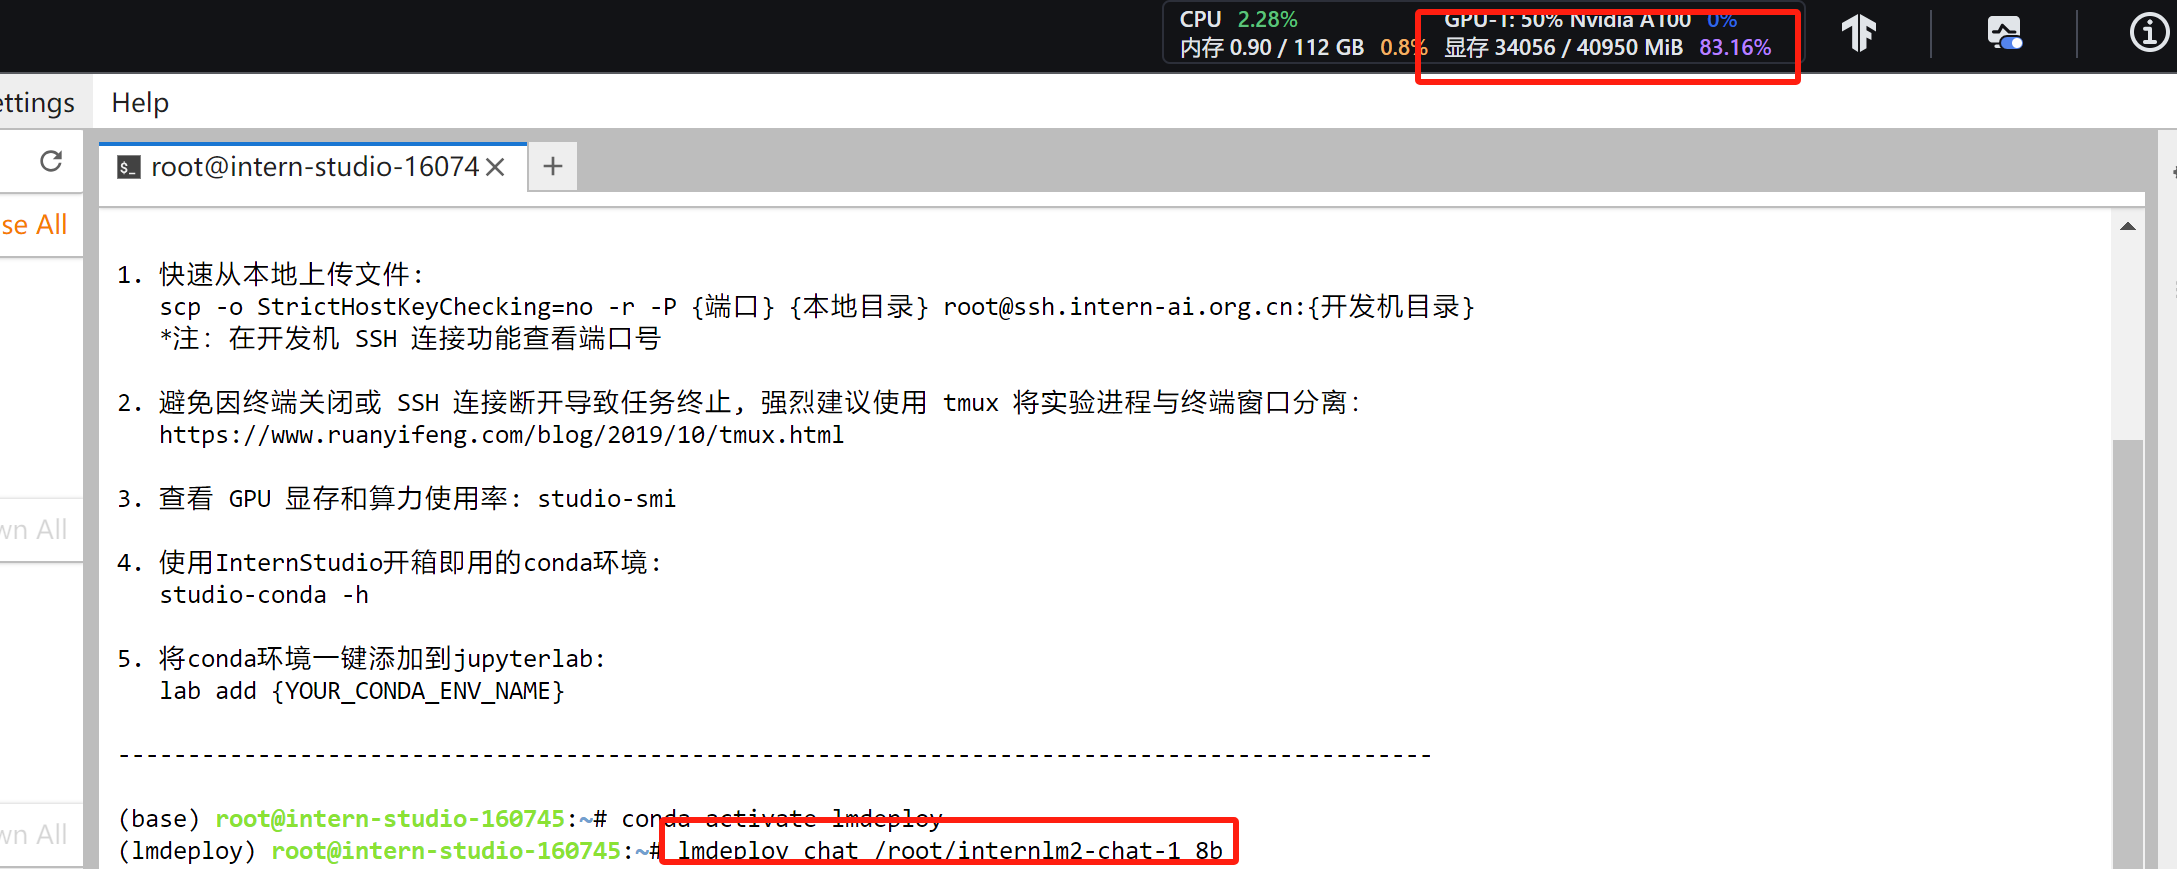 CPU 2.28%
GPU-1: 50% Nvidia A100 0%
内存 0.90 / 112 GB 0.8%
显存 34056 / 40950 MiB 83.16%
ettings
Help
root@intern-studio-16074
se All
1. 快速从本地上传文件:
scp -o StrictHostKeyChecking=no -r -P {端口} {本地目录} root@ssh.intern-ai.org.cn:{开发机目录}
*注: 在开发机 SSH 连接功能查看端口号
2. 避免因终端关闭或 SSH 连接断开导致任务终止, 强烈建议使用 tmux 将实验进程与终端窗口分离:
https://www.ruanyifeng.com/blog/2019/10/tmux.html
3. 查看 GPU 显存和算力使用率: studio-smi
wn All
4. 使用InternStudio开箱即用的conda环境:
studio-conda -h
5. 将conda环境一键添加到jupyterlab:
lab add {YOUR_CONDA_ENV_NAME}
----------------------------------------------------------------------------------------------
(base) root@intern-studio-160745:~# conda activate lmdeploy
wn All
(lmdeploy) root@intern-studio-160745:~# lmdeploy chat /root/internlm2-chat-1_8b